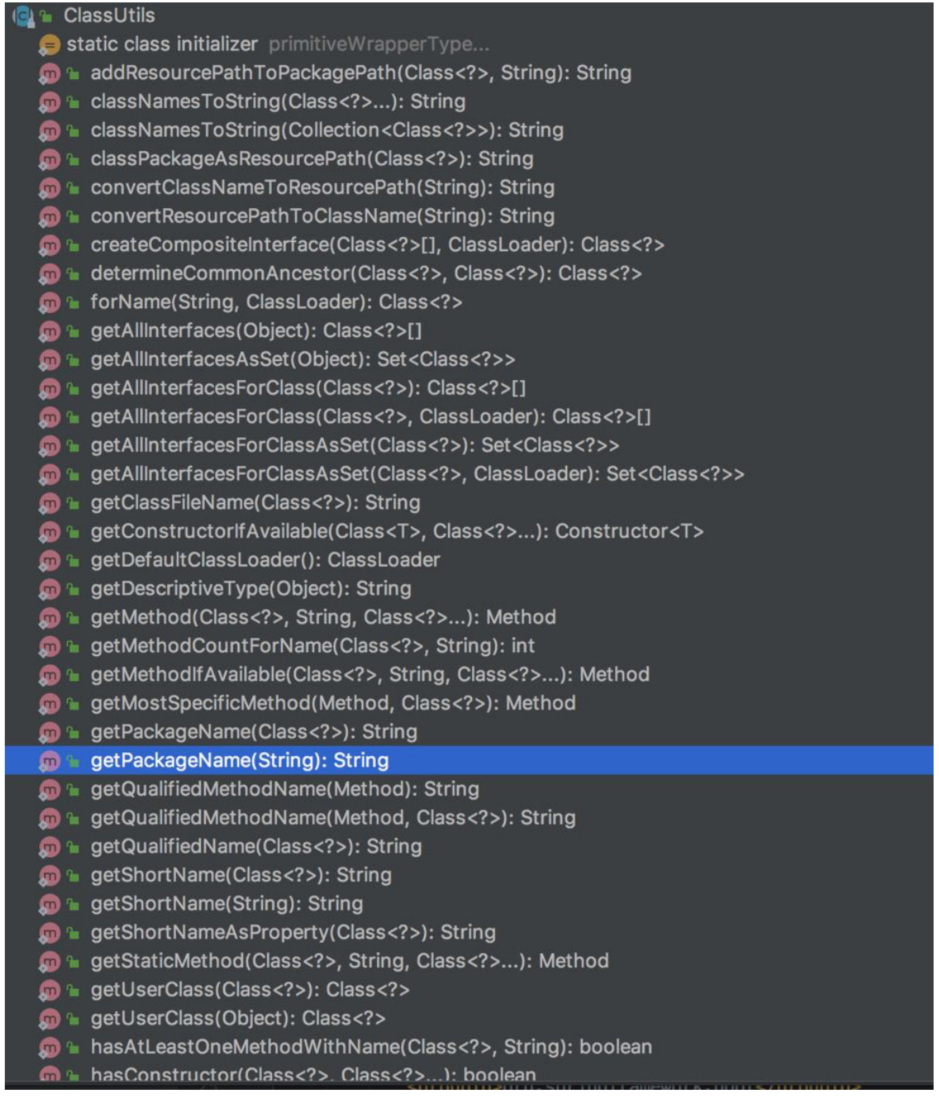 ClassUtils
static class initializer primitiveWrapperType...
addResourcePathToPackagePath(Class<?>, String): String
classNamesToString(Class<?>...): String
classNamesToString(Collection<Class<?>>): String
classPackageAsResourcePath(Class<?>): String
convertClassNameToResourcePath(String): String
convertResourcePathToClassName(String): String
createCompositeInterface(Class<?>[], ClassLoader): Class<?>
determineCommonAncestor(Class<?>, Class<?>): Class<?>
forName(String, ClassLoader): Class<?>
getAllInterfaces(Object): Class<?>[]
getAllInterfacesAsSet(Object): Set<Class<?>>
getAllInterfacesForClass(Class<?>): Class<?>[]
getAllInterfacesForClass(Class<?>, ClassLoader): Class<?>[]
getAllInterfacesForClassAsSet(Class<?>): Set<Class<?>>
getAllInterfacesForClassAsSet(Class<?>, ClassLoader): Set<Class<?>>
getClassFileName(Class<?>): String
getConstructorIfAvailable(Class<T>, Class<?>...): Constructor<T>
getDefaultClassLoader(): ClassLoader
getDescriptiveType(Object): String
getMethod(Class<?>, String, Class<?>...): Method
getMethodCountForName(Class<?>, String): int
getMethodIfAvailable(Class<?>, String, Class<?>...): Method
getMostSpecificMethod(Method, Class<?>): Method
getPackageName(Class<?>): String
getPackageName(String): String
getQualifiedMethodName(Method): String
getQualifiedMethodName(Method, Class<?>): String
getQualifiedName(Class<?>): String
getShortName(Class<?>): String
getShortName(String): String
getShortNameAsProperty(Class<?>): String
getStaticMethod(Class<?>, String, Class<?>...): Method
getUserClass(Class<?>): Class<?>
getUserClass(Object): Class<?>
hasAtLeastOneMethodWithName(Class<?>, String): boolean
hasConstructor(Class<?>, Class<?>...): boolean